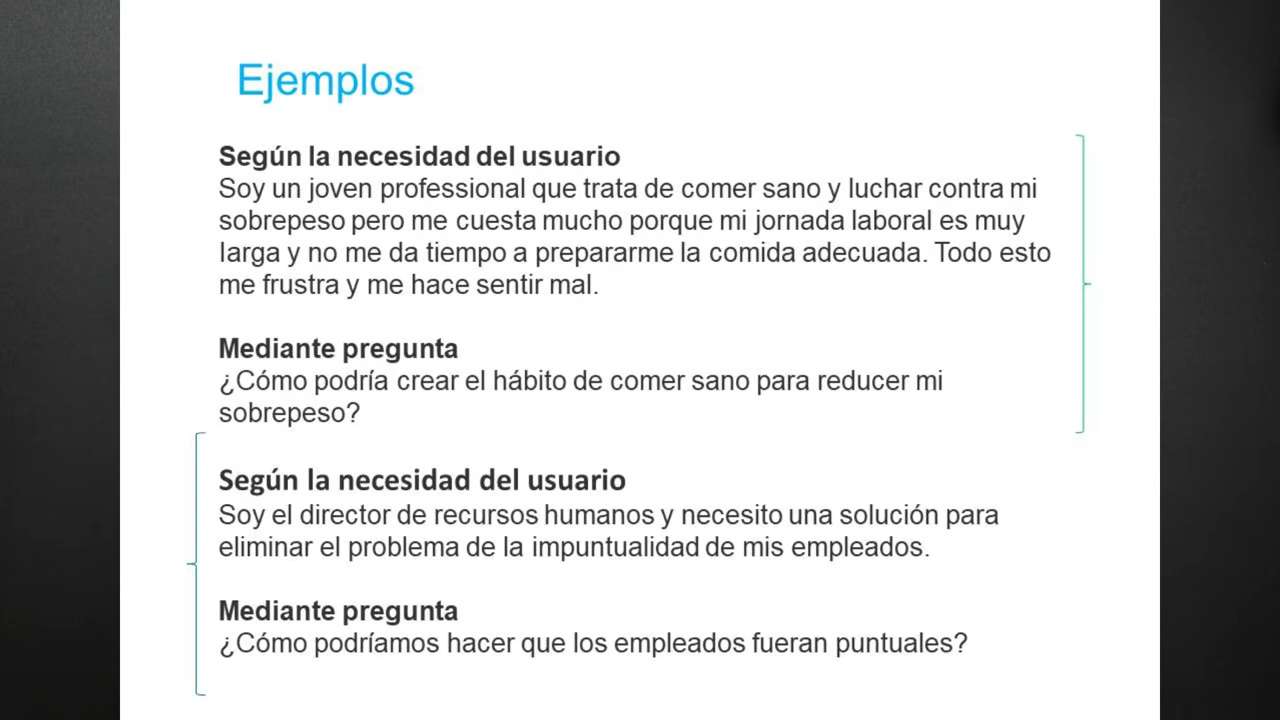 Ejemplos
Según la necesidad del usuario
Soy un joven professional que trata de comer sano y luchar contra mi
sobrepeso pero me cuesta mucho porque mi jornada laboral es muy
larga y no me da tiempo a prepararme la comida adecuada. Todo esto
me frustra y me hace sentir mal.
Mediante pregunta
¿Cómo podría crear el hábito de comer sano para reducer mi
sobrepeso?
Según la necesidad del usuario
Soy el director de recursos humanos y necesito una solución para
eliminar el problema de la impuntualidad de mis empleados.
Mediante pregunta
¿Cómo podríamos hacer que los empleados fueran puntuales?